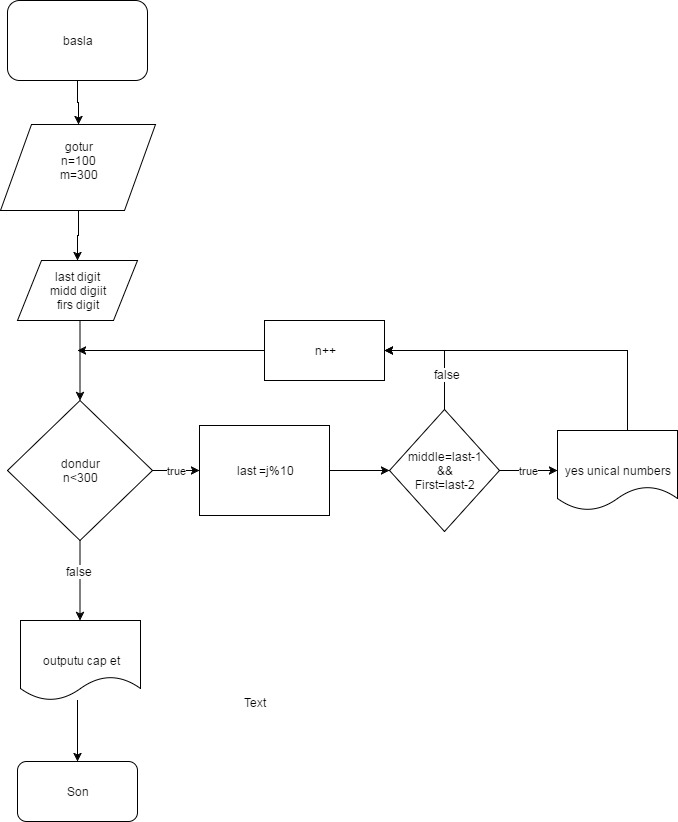 basla
gotur
n=100
m=300
last digit
midd digiit
firs digit
n++
false
dondur
n<300
true
last =j%10
middle=last-1
&&
First=last-2
true
yes unical numbers
false
outputu cap et
Text
Son